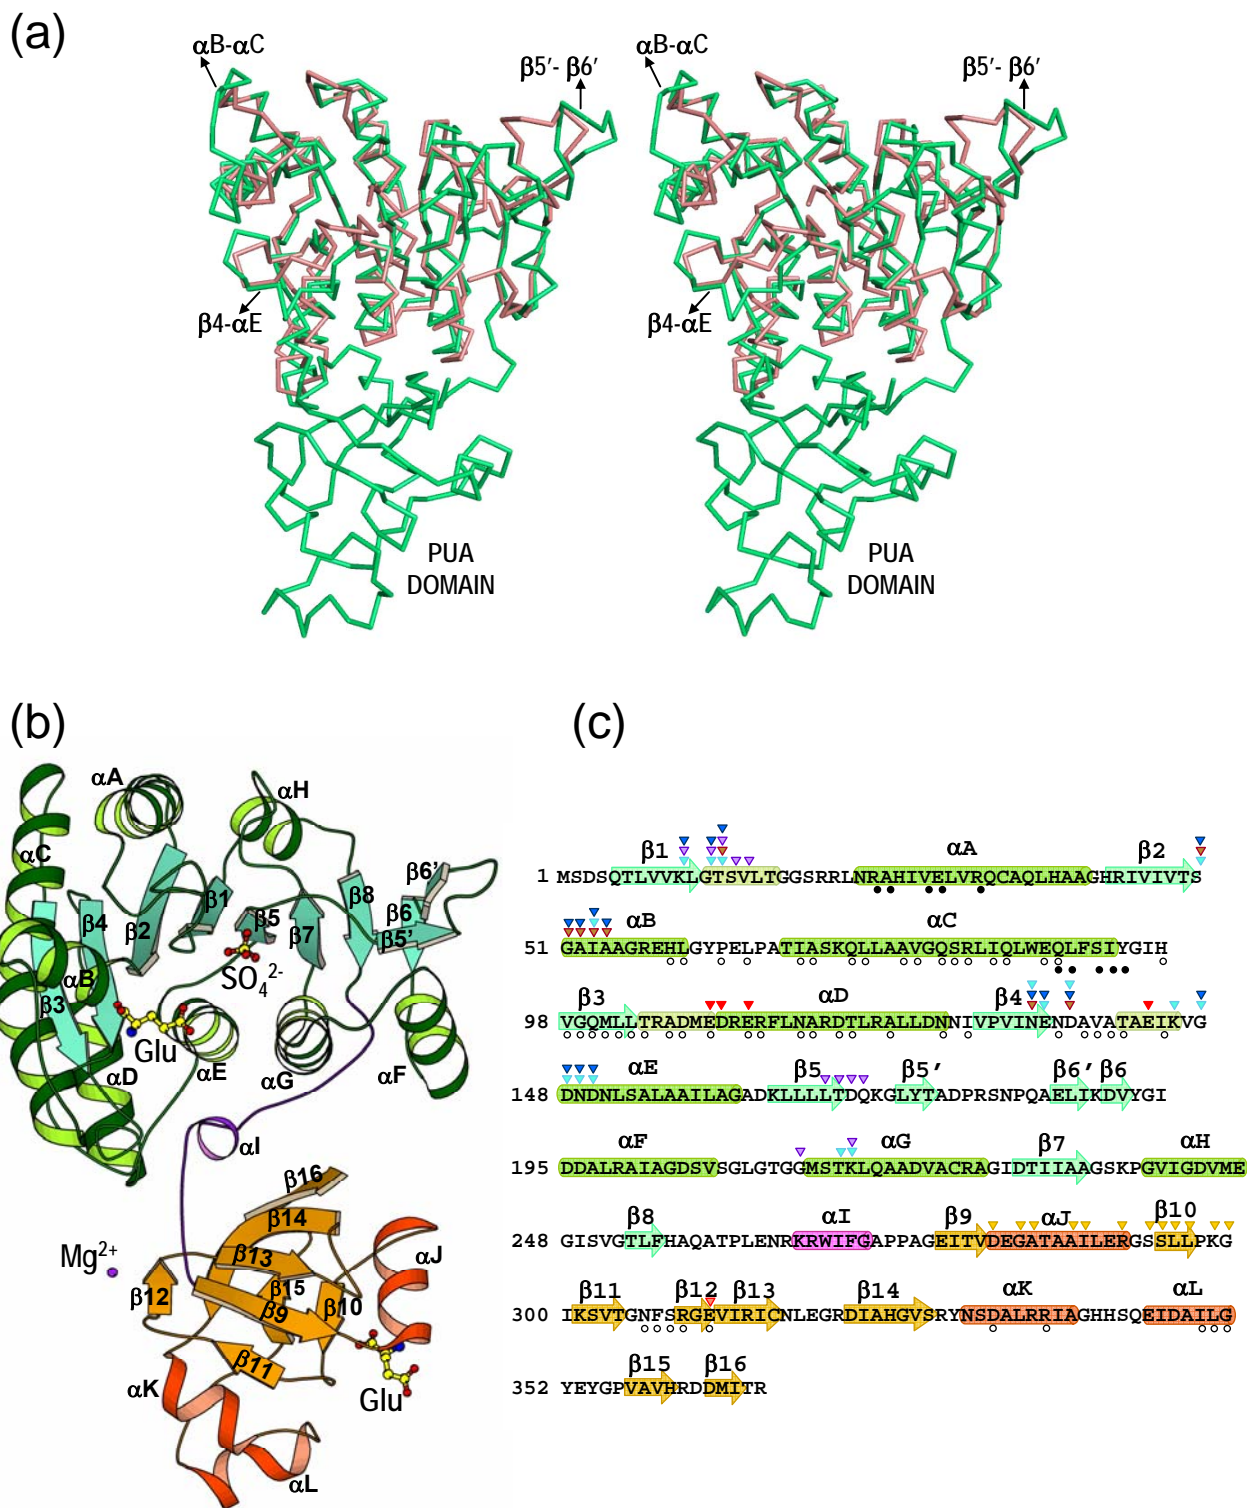 (a)
αB-αC
β5′- β6′
αB-αC
β5′- β6′
β4-αE
β4-αE
PUA
DOMAIN
PUA
DOMAIN
(b)
αA
αH
αC
β6′
β8
β1
β4
β2
β5
β7
β6
β5′
SO₄²⁻
αB
β3
Glu
αD
αE
αG
αF
αI
β16
β14
Mg²⁺
β13
αJ
β15
β12
β9
β10
β11
αK
Glu
αL
(c)
β1 αA β2
1 MSDSQTLVVKLGTSVLTGGSRRLNRAHIVELVRQCAQLHAAGHRIVIVTS
αB αC
51 GAIAAGREHLGYPELPATIASKQLLAAVGQSRLIQLWEQLFSIYGIH
β3 αD β4
98 VGQMLLTRADMEDRERFLNARDTLRALLDNNIVPVINENDAVATAEIKVG
αE β5 β5′ β6′ β6
148 DNDNLSALAAILAGADKLLLLTDQKGLYTADPRSNPQAELIKDVYGI
αF αG β7 αH
195 DDALRAIAGDSVSGLGTGGMSTKLQAADVACRAGIDTIIAAGSKPGVIGDVME
β8 αI β9 αJ β10
248 GISVGTLFHAQATPLENRKRWIFGAPPAGEITVDEGATAAILERGSSLLPKG
β11 β12 β13 β14 αK αL
300 IKSVTGNFSRGEVIRICNLEGRDIAHGVSRYNSDALRRIAGHHSQEIDAILG
β15 β16
352 YEYGPVAVHRDDMITR